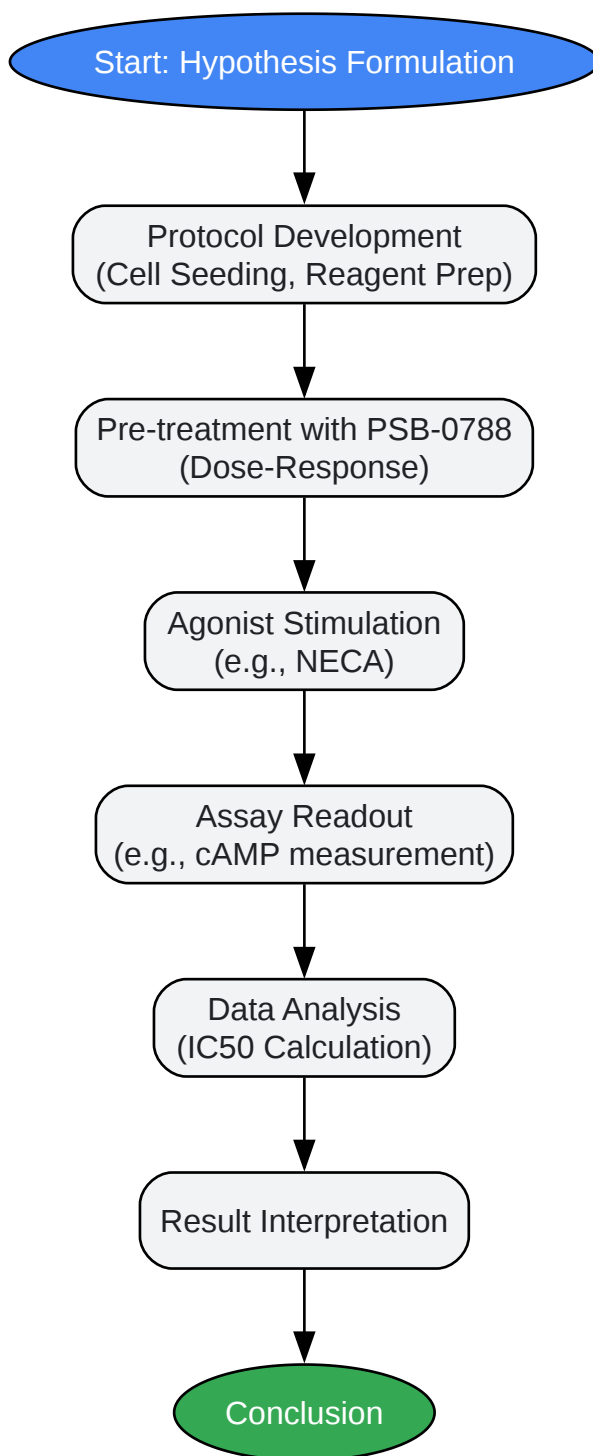 Start: Hypothesis Formulation
Protocol Development
(Cell Seeding, Reagent Prep)
Pre-treatment with PSB-0788
(Dose-Response)
Agonist Stimulation
(e.g., NECA)
Assay Readout
(e.g., cAMP measurement)
Data Analysis
(IC50 Calculation)
Result Interpretation
Conclusion